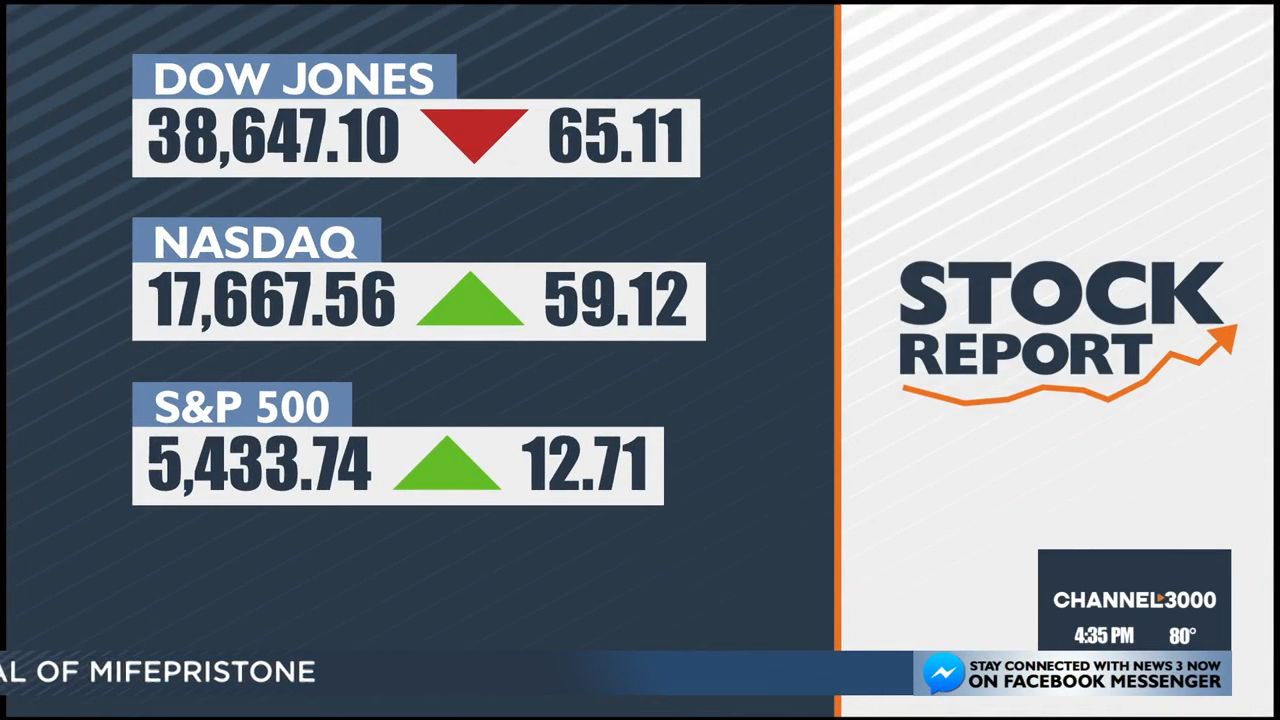 DOW JONES
38,647.10 65.11
NASDAQ
17,667.56 59.12
S&P 500
5,433.74 12.71
STOCK
REPORT
CHANNEL3000
4:35 PM 80°
AL OF MIFEPRISTONE
STAY CONNECTED WITH NEWS 3 NOW
ON FACEBOOK MESSENGER